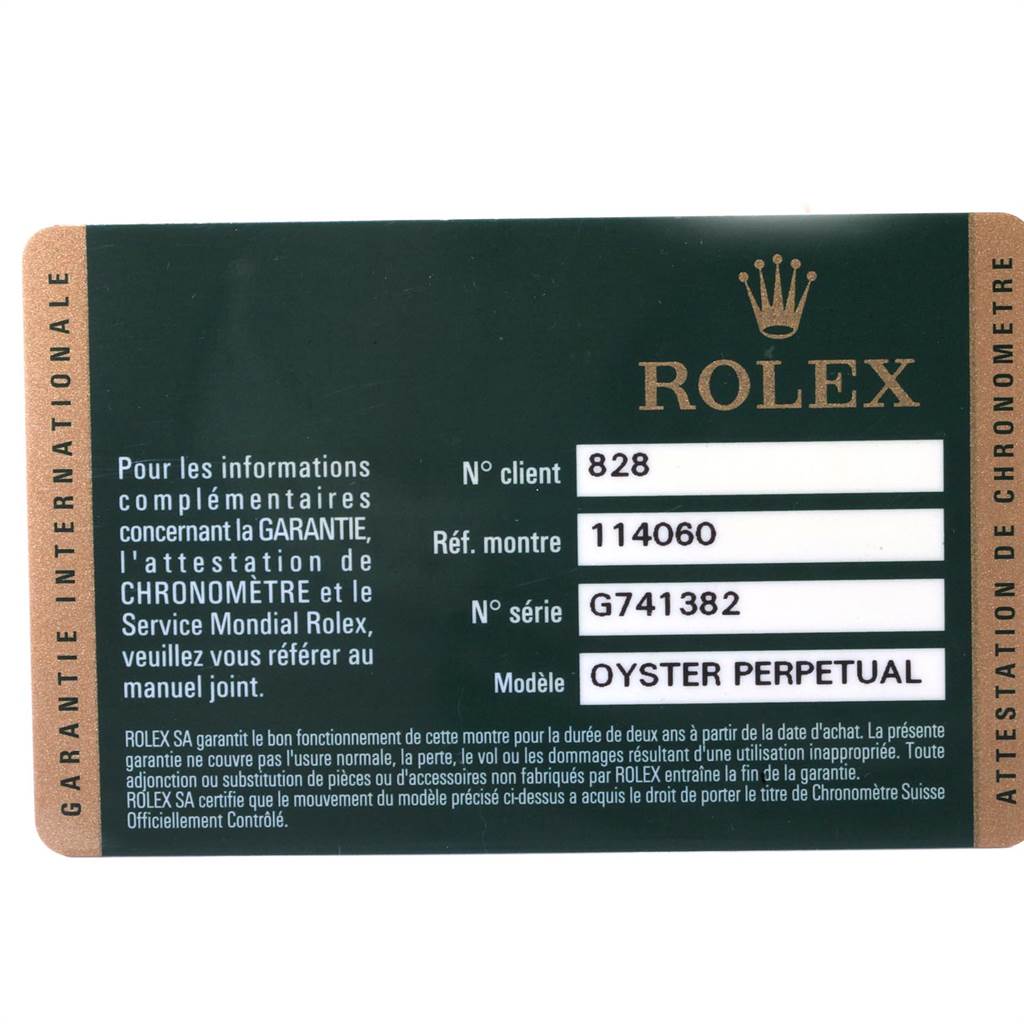 GARANTIE INTERNATIONALE
ROLEX
Pour les informations
complémentaires
concernant la GARANTIE,
l'attestation de
CHRONOMÈTRE et le
Service Mondial Rolex,
veuillez vous référer au
manuel joint.
N° client 828
Réf. montre 114060
N° série G741382
Modèle OYSTER PERPETUAL
ROLEX SA garantit le bon fonctionnement de cette montre pour la durée de deux ans à partir de la date d'achat. La présente
garantie ne couvre pas l'usure normale, la perte, le vol ou les dommages résultant d'une utilisation inappropriée. Toute
adjonction ou substitution de pièces ou d'accessoires non fabriqués par ROLEX entraîne la fin de la garantie.
ROLEX SA certifie que le mouvement du modèle précisé ci-dessus a acquis le droit de porter le titre de Chronomètre Suisse
Officiellement Contrôlé.
ATTESTATION DE CHRONOMETRE